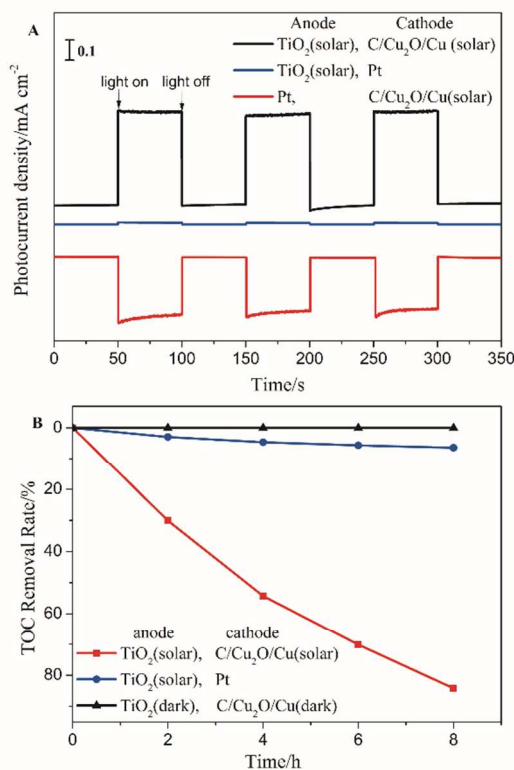 A
0.1
Anode Cathode
TiO₂(solar), C/Cu₂O/Cu (solar)
TiO₂(solar), Pt
Pt, C/Cu₂O/Cu(solar)
light on light off
Photocurrent density/mA cm⁻²
0 50 100 150 200 250 300 350
Time/s
B
0
20
40
60
80
TOC Removal Rate/%
anode cathode
TiO₂(solar), C/Cu₂O/Cu(solar)
TiO₂(solar), Pt
TiO₂(dark), C/Cu₂O/Cu(dark)
0 2 4 6 8
Time/h